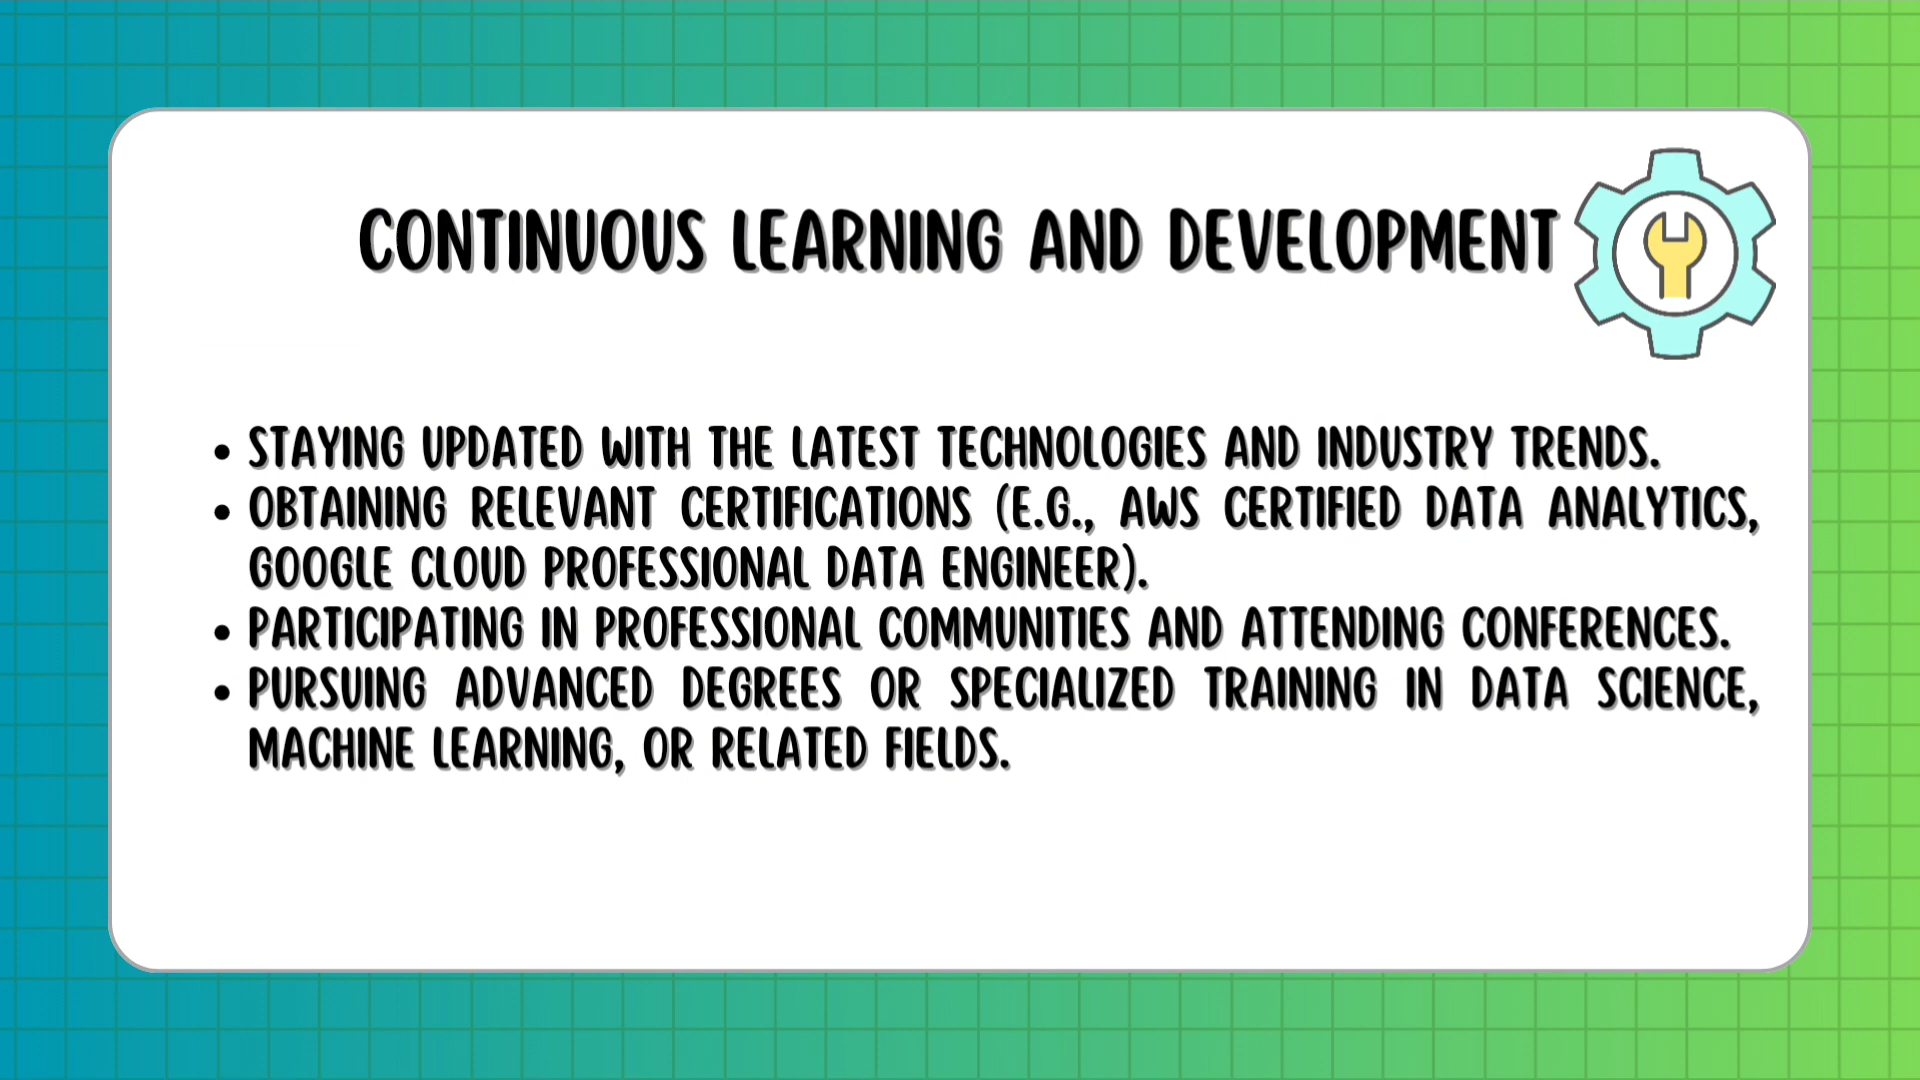 CONTINUOUS LEARNING AND DEVELOPMENT
• STAYING UPDATED WITH THE LATEST TECHNOLOGIES AND INDUSTRY TRENDS.
• OBTAINING RELEVANT CERTIFICATIONS (E.G., AWS CERTIFIED DATA ANALYTICS,
GOOGLE CLOUD PROFESSIONAL DATA ENGINEER).
• PARTICIPATING IN PROFESSIONAL COMMUNITIES AND ATTENDING CONFERENCES.
• PURSUING ADVANCED DEGREES OR SPECIALIZED TRAINING IN DATA SCIENCE,
MACHINE LEARNING, OR RELATED FIELDS.